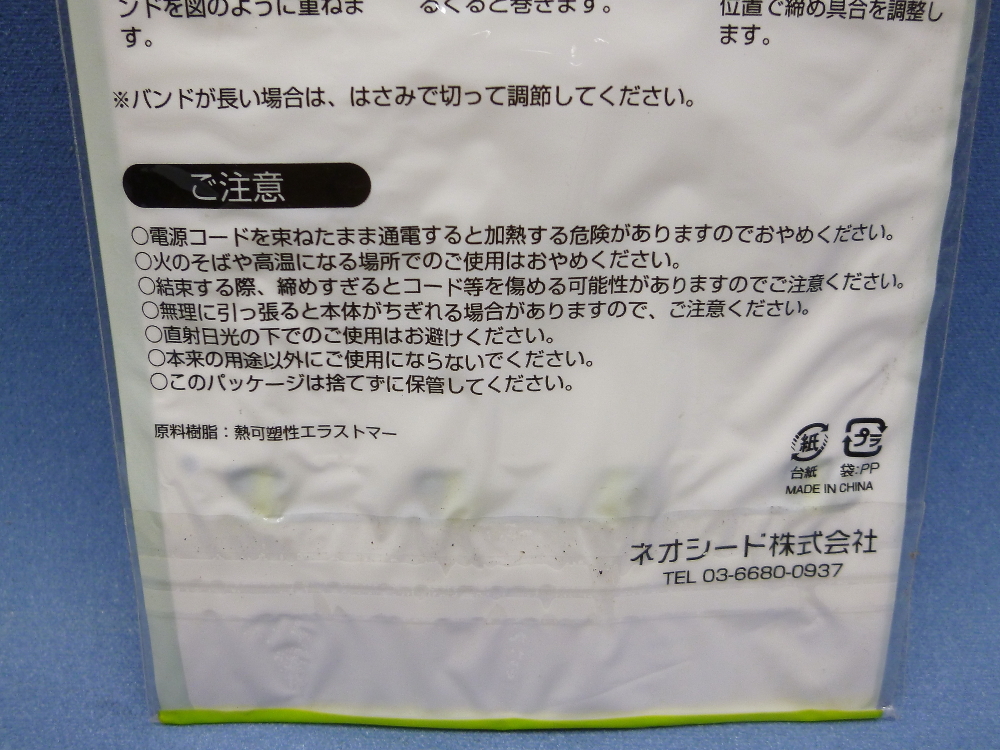 ンドを図のように重ねま
す。
るくると巻きます。
位置で締め具合を調整し
ます。
※バンドが長い場合は、はさみで切って調節してください。
ご注意
○電源コードを束ねたまま通電すると加熱する危険がありますのでおやめください。
○火のそばや高温になる場所でのご使用はおやめください。
○結束する際、締めすぎるとコード等を傷める可能性がありますのでご注意ください。
○無理に引っ張ると本体がちぎれる場合がありますので、ご注意ください。
○直射日光の下でのご使用はお避けください。
○本来の用途以外にご使用にならないでください。
○このパッケージは捨てずに保管してください。
原料樹脂：熱可塑性エラストマー
紙 プラ
台紙 袋:PP
MADE IN CHINA
ネオシード株式会社
TEL 03-6680-0937